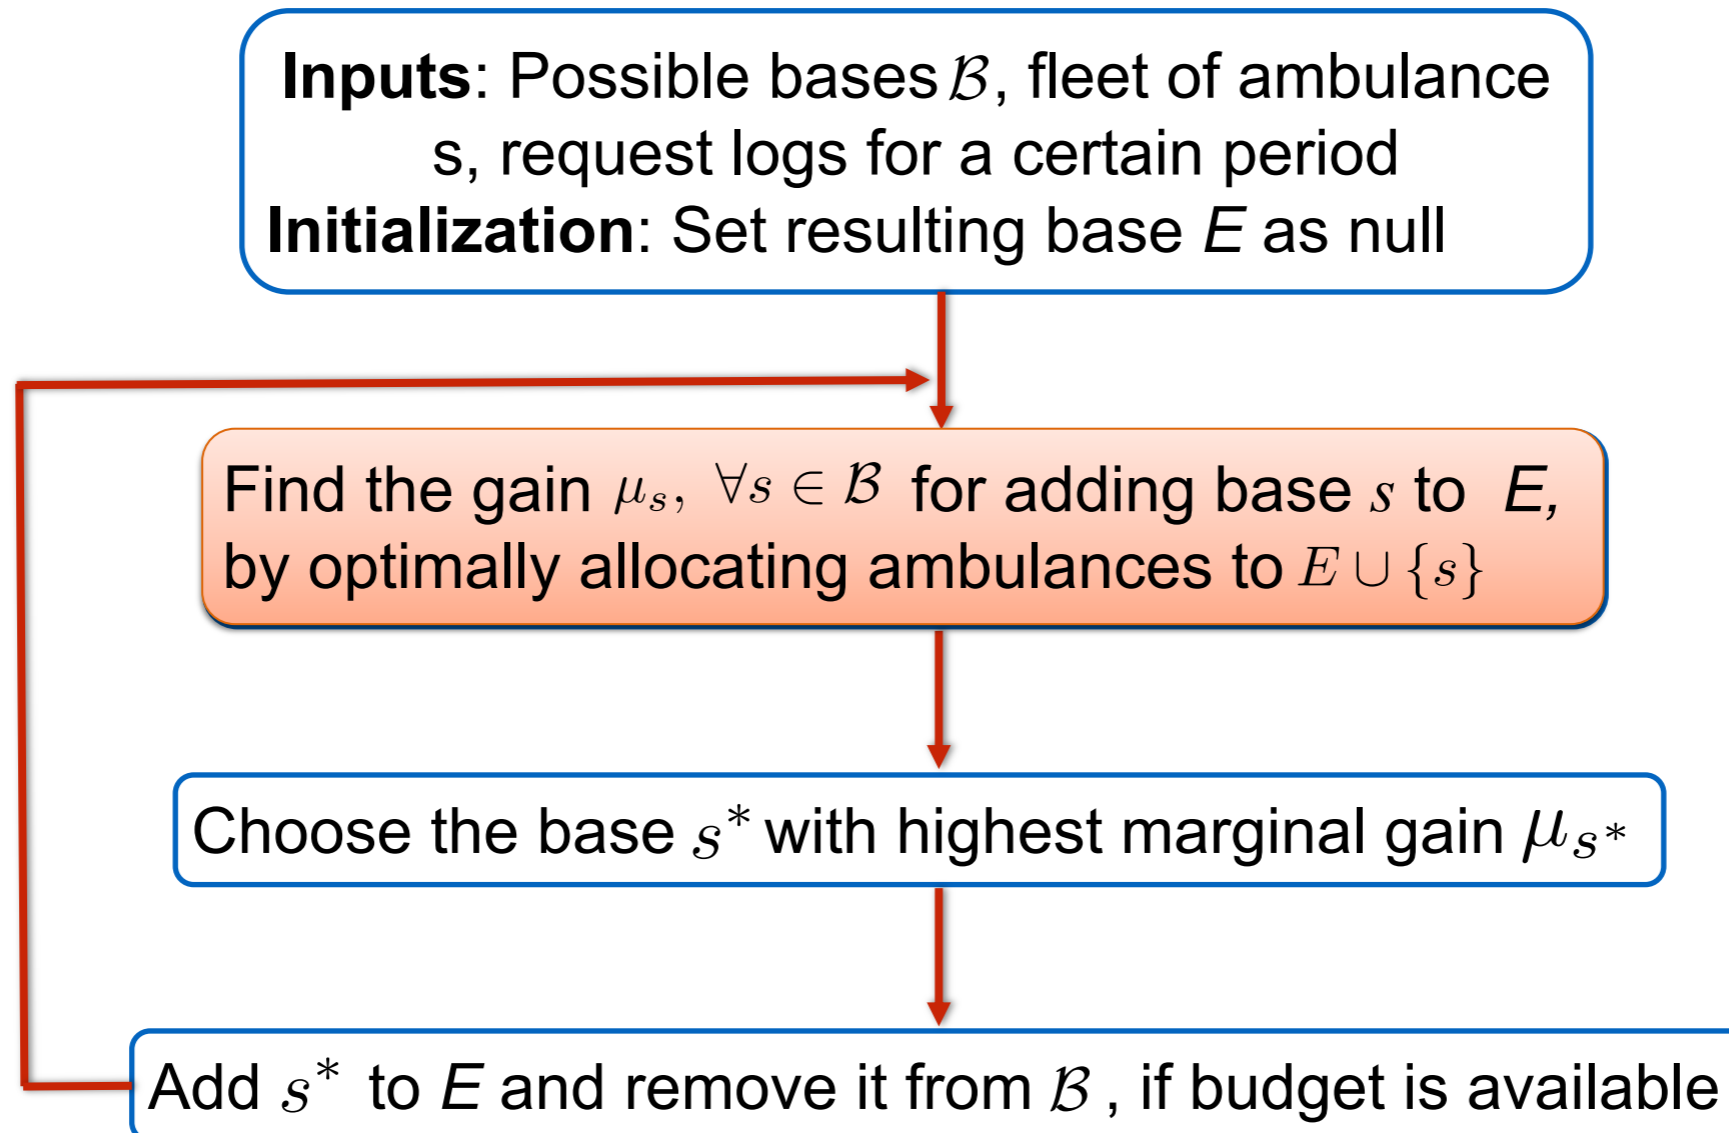 Inputs: Possible bases ℬ, fleet of ambulance
s, request logs for a certain period
Initialization: Set resulting base E as null
Find the gain μₛ, ∀s ∈ ℬ for adding base s to E,
by optimally allocating ambulances to E ∪ {s}
Choose the base s* with highest marginal gain μₛ*
Add s* to E and remove it from ℬ , if budget is available